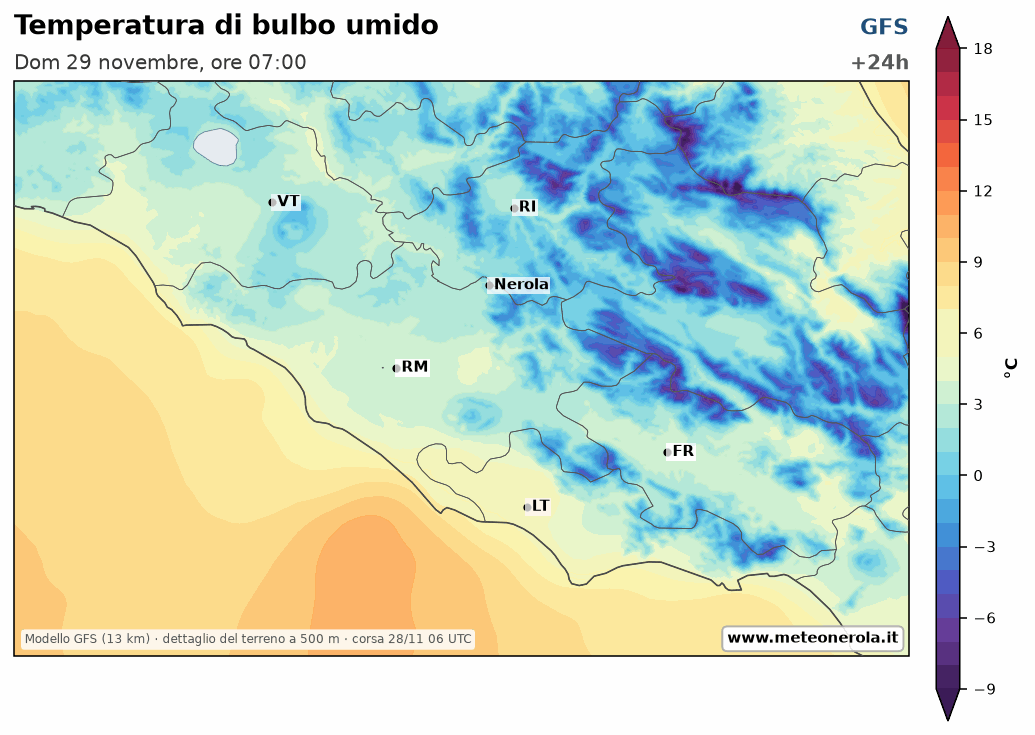 Temperatura di bulbo umido
GFS
Dom 29 novembre, ore 07:00
+24h
VT
RI
Nerola
RM
FR
LT
Modello GFS (13 km) · dettaglio del terreno a 500 m · corsa 28/11 06 UTC
www.meteonerola.it
18
15
12
9
6
3
0
−3
−6
−9
°C